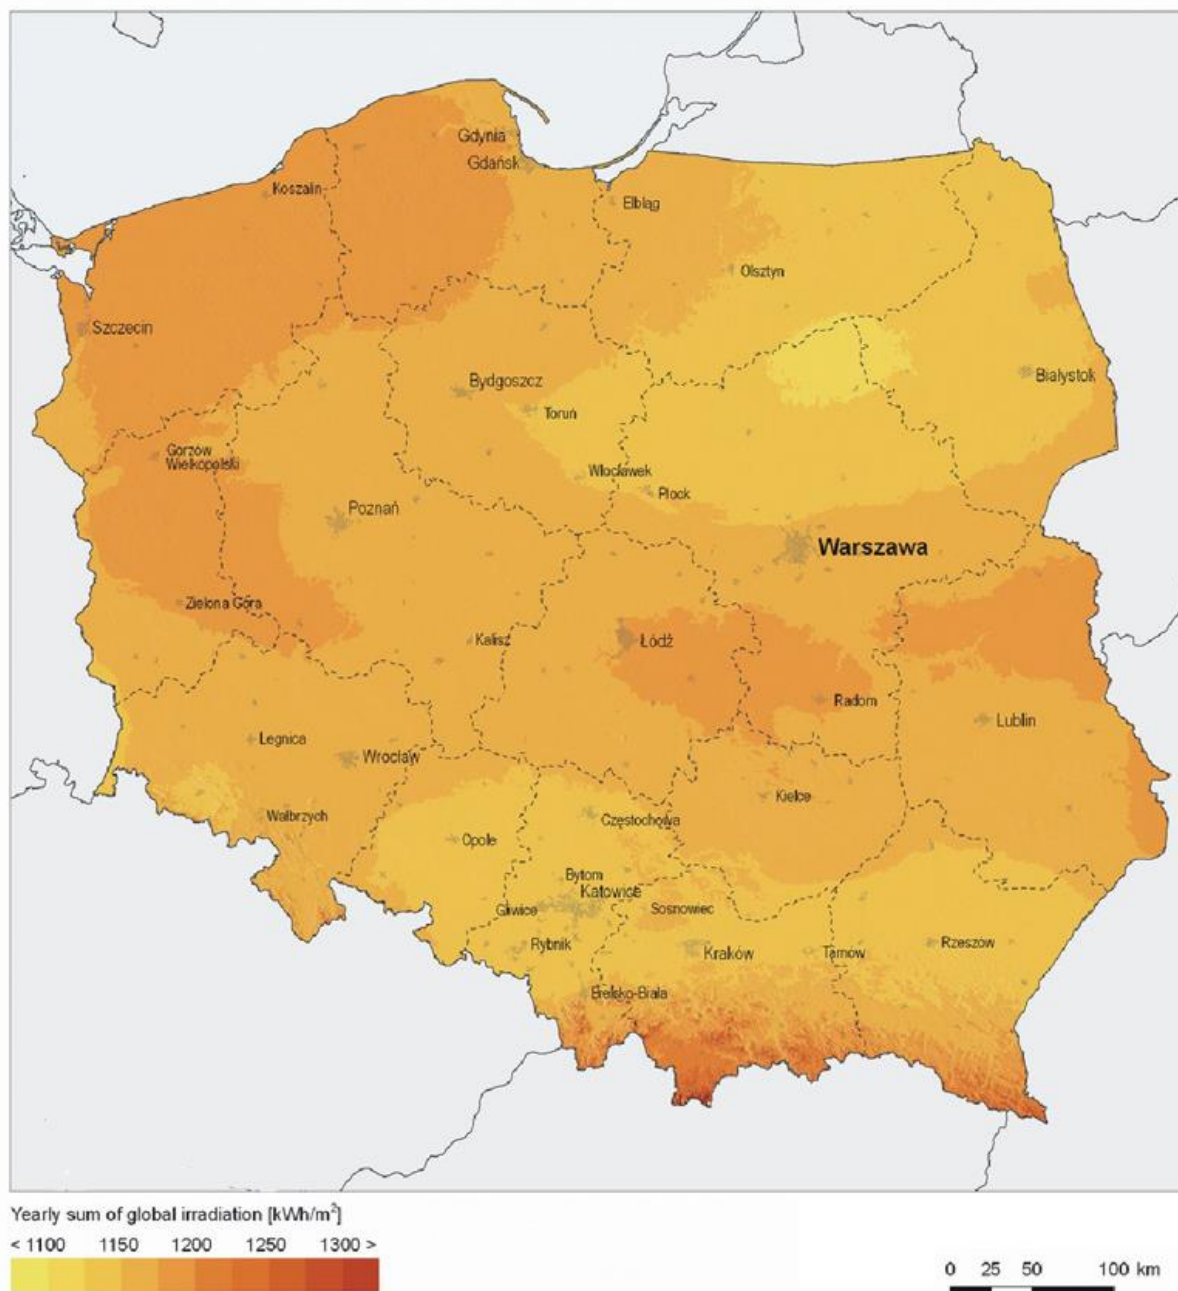 Gdynia
Gdańsk
Koszalin
Elbląg
Olsztyn
Szczecin
Bydgoszcz
Białystok
Toruń
Gorzów
Wielkopolski
Włocławek
Płock
Poznań
Warszawa
Zielona Góra
Kalisz
Łódź
Radom
Lublin
Legnica
Wrocław
Kielce
Wałbrzych
Częstochowa
Opole
Bytom
Katowice
Gliwice
Sosnowiec
Rybnik
Kraków
Tarnów
Rzeszów
Bielsko-Biała
Yearly sum of global irradiation [kWh/m²]
< 1100 1150 1200 1250 1300 >
0 25 50 100 km